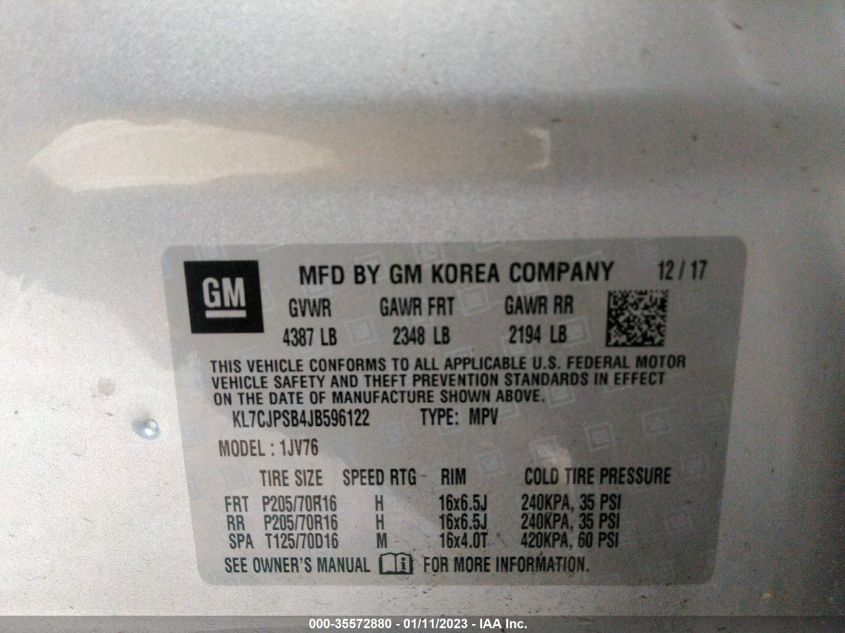 GM
MFD BY GM KOREA COMPANY 12/17
GVWR GAWR FRT GAWR RR
4387 LB 2348 LB 2194 LB
THIS VEHICLE CONFORMS TO ALL APPLICABLE U.S. FEDERAL MOTOR
VEHICLE SAFETY AND THEFT PREVENTION STANDARDS IN EFFECT
ON THE DATE OF MANUFACTURE SHOWN ABOVE.
KL7CJPSB4JB596122 TYPE: MPV
MODEL : 1JV76
TIRE SIZE SPEED RTG RIM COLD TIRE PRESSURE
FRT P205/70R16 H 16x6.5J 240KPA, 35 PSI
RR P205/70R16 H 16x6.5J 240KPA, 35 PSI
SPA T125/70D16 M 16x4.0T 420KPA, 60 PSI
SEE OWNER'S MANUAL FOR MORE INFORMATION.
000-35572880 - 01/11/2023 - IAA Inc.